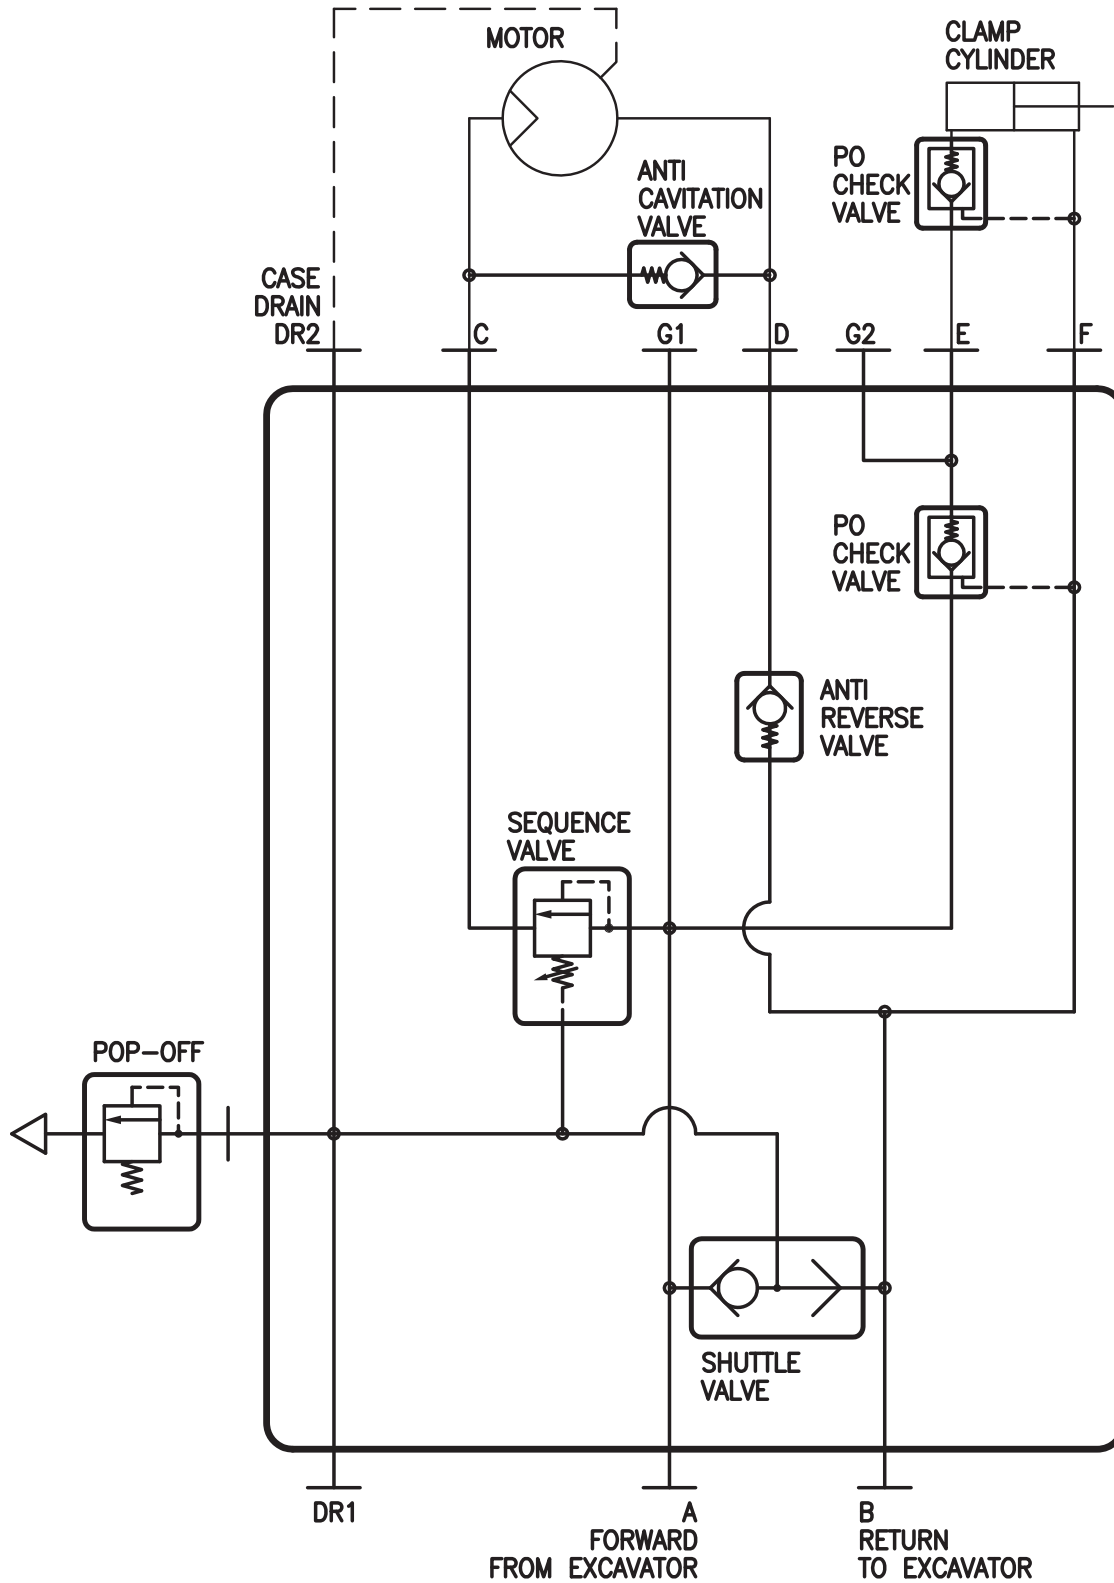 MOTOR
CLAMP
CYLINDER
PO
CHECK
VALVE
ANTI
CAVITATION
VALVE
CASE
DRAIN
DR2
C
G1
D
G2
E
F
PO
CHECK
VALVE
ANTI
REVERSE
VALVE
SEQUENCE
VALVE
POP-OFF
SHUTTLE
VALVE
DR1
A
FORWARD
FROM EXCAVATOR
B
RETURN
TO EXCAVATOR